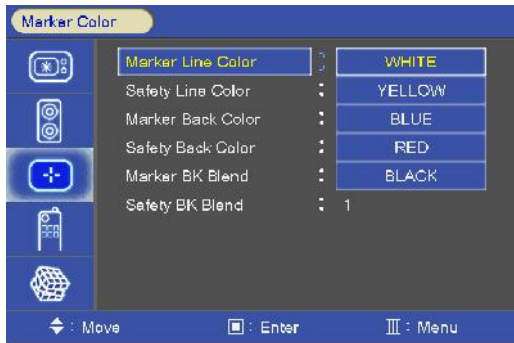 Marker Color
Marker Line Color : WHITE
Safety Line Color : YELLOW
Marker Back Color : BLUE
Safety Back Color : RED
Marker BK Blend : BLACK
Safety BK Blend : 1
: Move : Enter : Menu